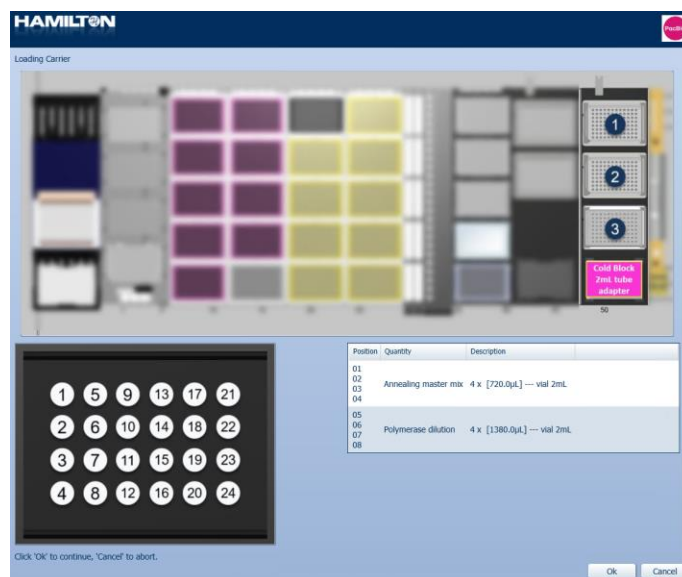 HAMILTON
PacBi
Loading Carrier
1
2
3
Cold Block
2mL tube
adapter
50
1 5 9 13 17 21
2 6 10 14 18 22
3 7 11 15 19 23
4 8 12 16 20 24
Position Quantity Description
01
02
03
04
Annealing master mix 4 x [720.0µL] --- vial 2mL
05
06
07
08
Polymerase dilution 4 x [1380.0µL] --- vial 2mL
Click 'Ok' to continue, 'Cancel' to abort.
Ok Cancel